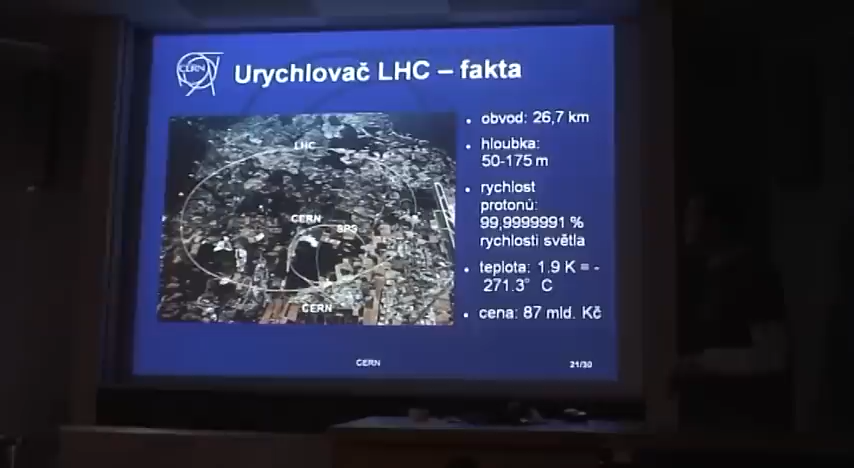 CERN
Urychlovač LHC – fakta
LHC
CERN
SPS
CERN
• obvod: 26,7 km
• hloubka:
50-175 m
• rychlost
protonů:
99,9999991 %
rychlosti světla
• teplota: 1.9 K = -
271.3° C
• cena: 87 mld. Kč
CERN
21/30